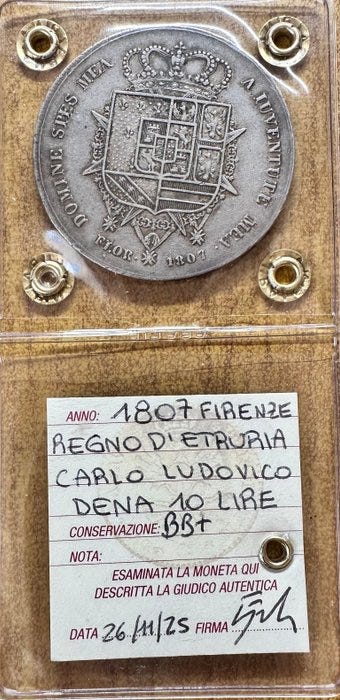 DOMINE SPES MEA A IUVENTUTE MEA.
FLOR. 1807.
ANNO: 1807 FIRENZE
REGNO D'ETRURIA
CARLO LUDOVICO
DENA 10 LIRE
CONSERVAZIONE: BB+
NOTA:
ESAMINATA LA MONETA QUI
DESCRITTA LA GIUDICO AUTENTICA
DATA 26/11/25 FIRMA